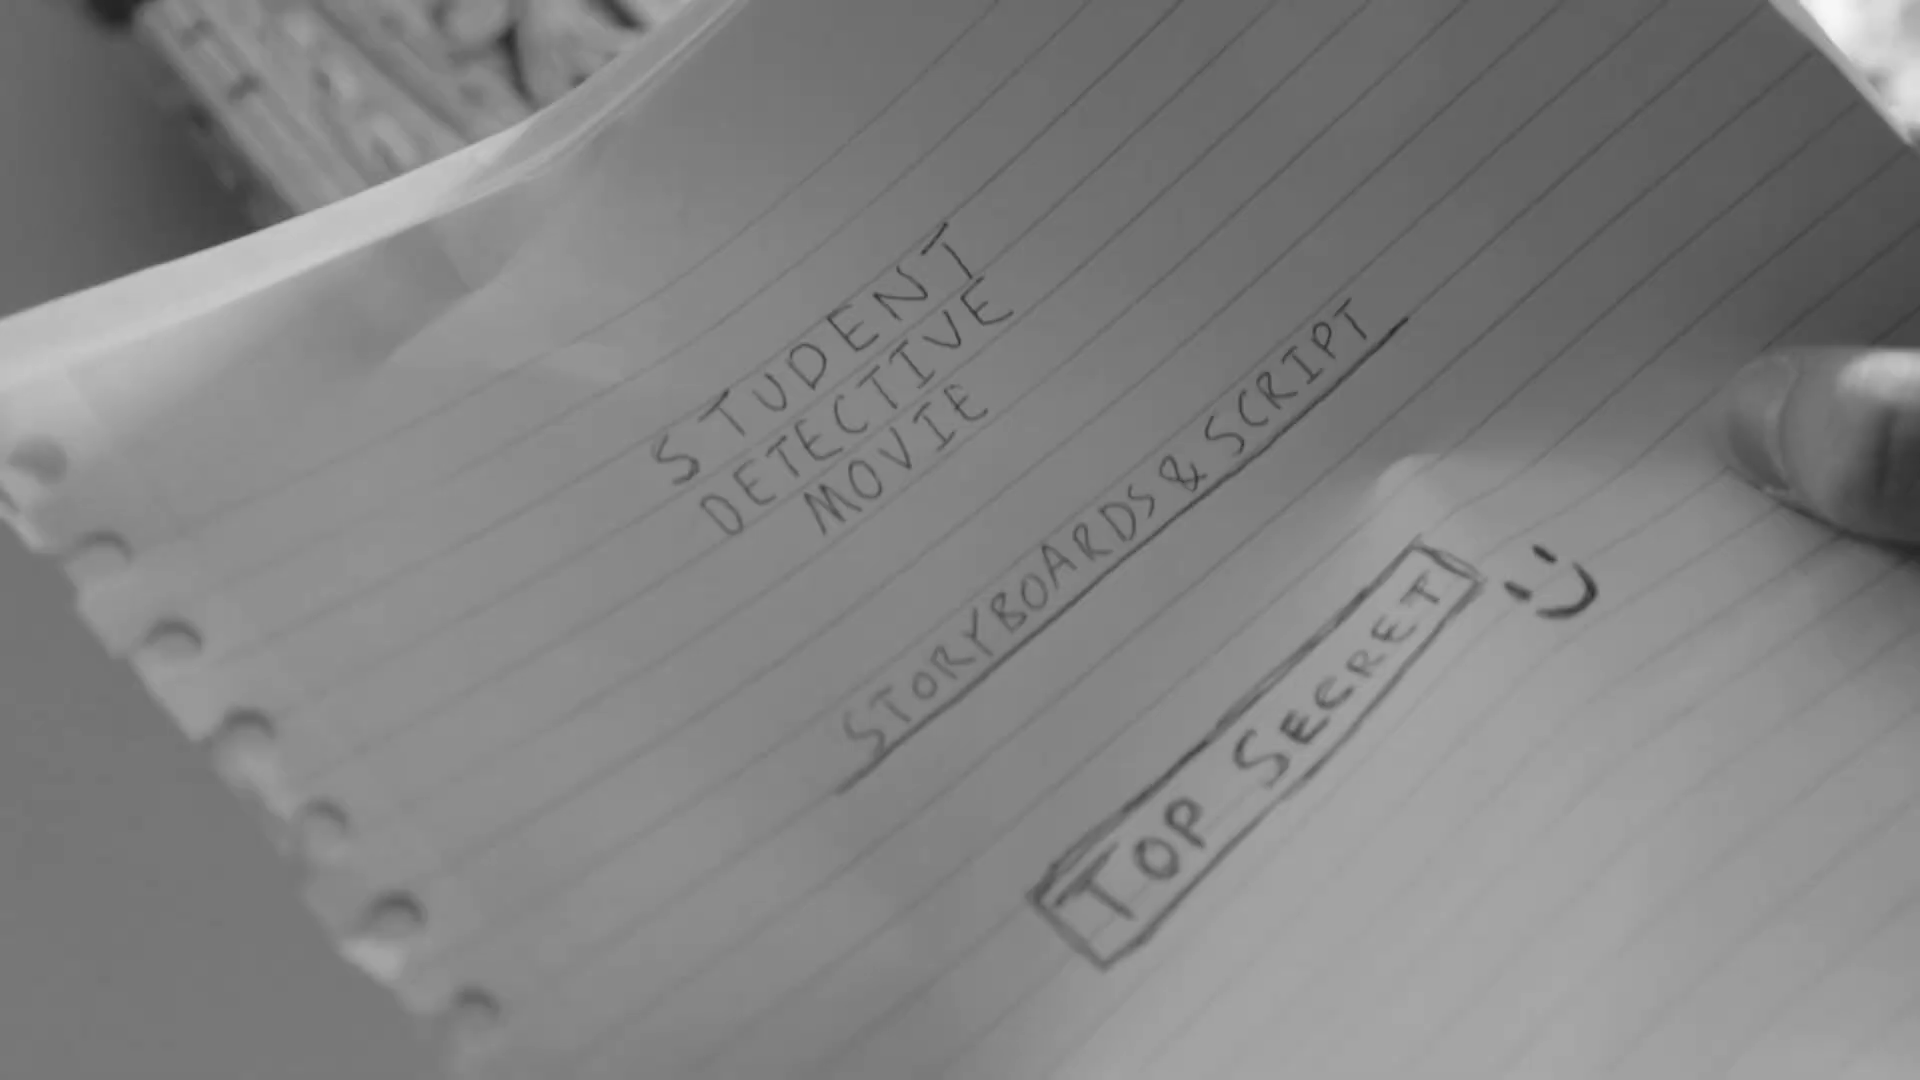 STUDENT
DETECTIVE
MOVIE
STORYBOARDS & SCRIPT
TOP SECRET :)